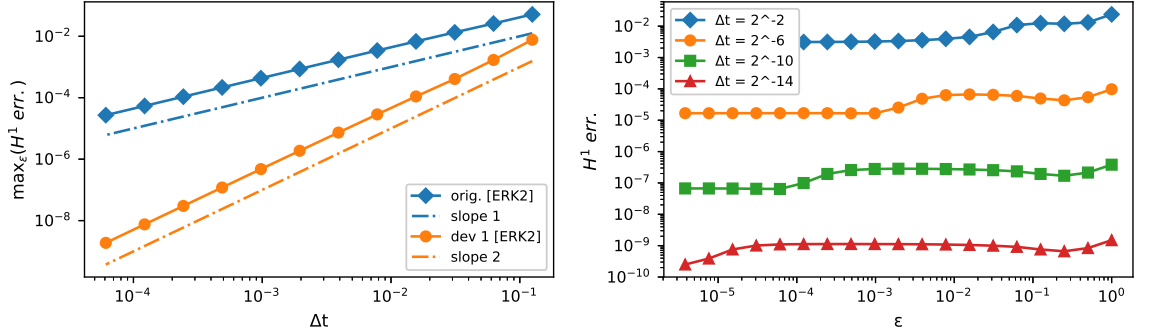 10^−2
10^−4
10^−6
10^−8
10^−4
10^−3
10^−2
10^−1
max_ε(H^1 err.)
Δt
orig. [ERK2]
slope 1
dev 1 [ERK2]
slope 2
10^−2
10^−3
10^−4
10^−5
10^−6
10^−7
10^−8
10^−9
10^−10
10^−5
10^−4
10^−3
10^−2
10^−1
10^0
H^1 err.
ε
Δt = 2^-2
Δt = 2^-6
Δt = 2^-10
Δt = 2^-14